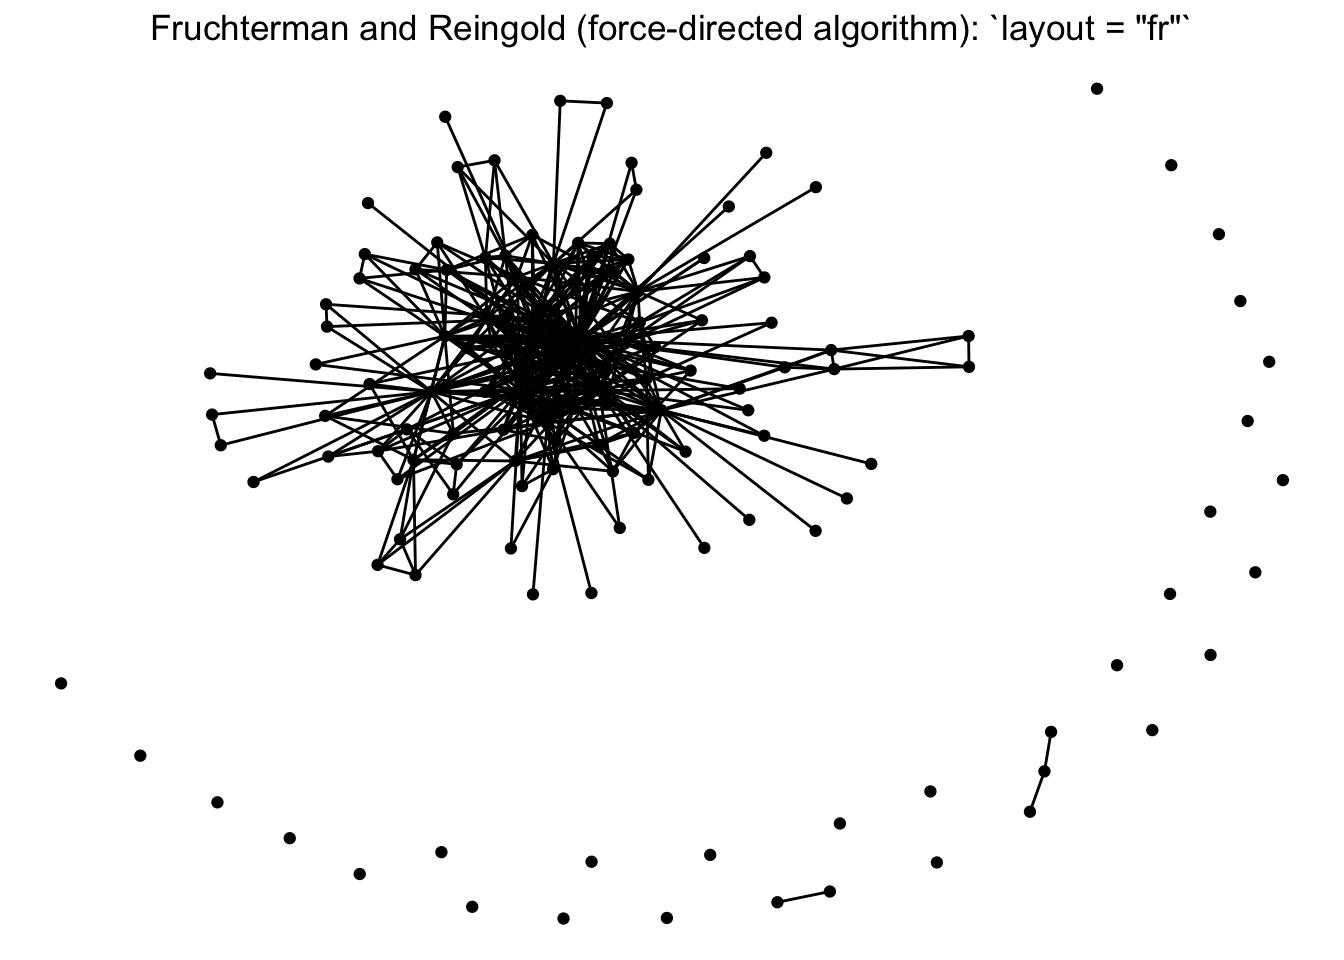 Fruchterman and Reingold (force-directed algorithm): `layout = "fr"`